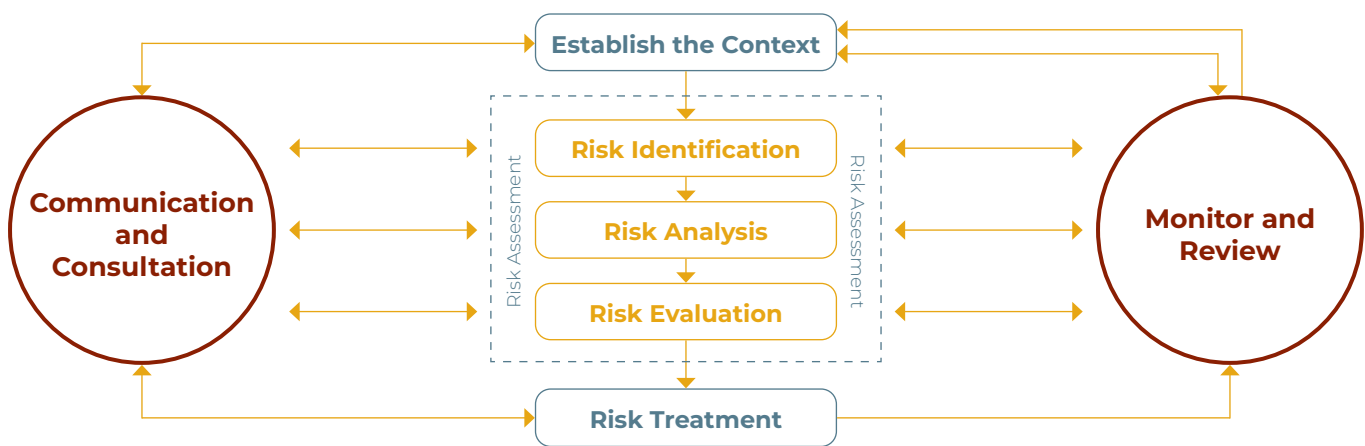 Establish the Context
Risk Assessment
Risk Identification
Risk Assessment
Communication
and
Consultation
Risk Analysis
Monitor and
Review
Risk Evaluation
Risk Treatment